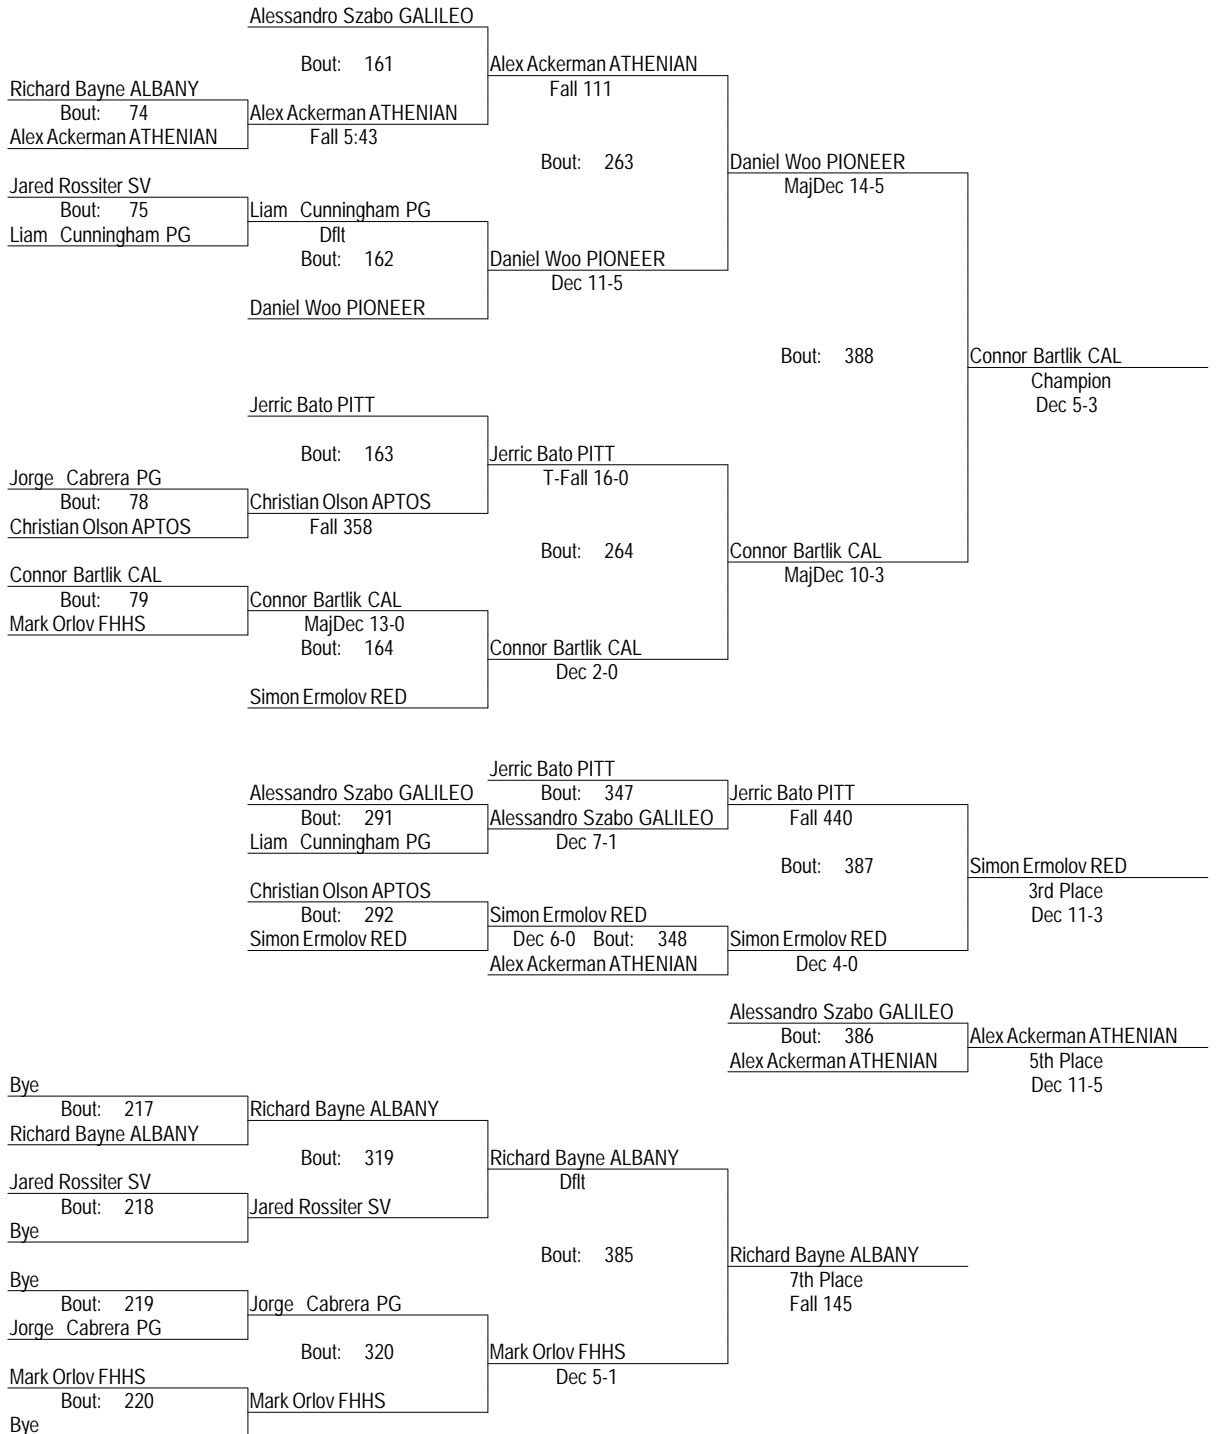 Alessandro Szabo GALILEO
Bout: 161
Alex Ackerman ATHENIAN
Fall 111
Richard Bayne ALBANY
Bout: 74
Alex Ackerman ATHENIAN
Alex Ackerman ATHENIAN
Fall 5:43
Bout: 263
Daniel Woo PIONEER
MajDec 14-5
Jared Rossiter SV
Bout: 75
Liam Cunningham PG
Liam Cunningham PG
Dflt
Bout: 162
Daniel Woo PIONEER
Dec 11-5
Daniel Woo PIONEER
Bout: 388
Connor Bartlik CAL
Champion
Dec 5-3
Jerric Bato PITT
Bout: 163
Jerric Bato PITT
T-Fall 16-0
Jorge Cabrera PG
Bout: 78
Christian Olson APTOS
Christian Olson APTOS
Fall 358
Bout: 264
Connor Bartlik CAL
MajDec 10-3
Connor Bartlik CAL
Bout: 79
Mark Orlov FHHS
Connor Bartlik CAL
MajDec 13-0
Bout: 164
Connor Bartlik CAL
Dec 2-0
Simon Ermolov RED
Jerric Bato PITT
Alessandro Szabo GALILEO
Bout: 347
Jerric Bato PITT
Bout: 291
Alessandro Szabo GALILEO
Fall 440
Liam Cunningham PG
Dec 7-1
Bout: 387
Simon Ermolov RED
3rd Place
Dec 11-3
Christian Olson APTOS
Bout: 292
Simon Ermolov RED
Simon Ermolov RED
Dec 6-0 Bout: 348
Simon Ermolov RED
Alex Ackerman ATHENIAN
Dec 4-0
Alessandro Szabo GALILEO
Bout: 386
Alex Ackerman ATHENIAN
Alex Ackerman ATHENIAN
5th Place
Dec 11-5
Bye
Bout: 217
Richard Bayne ALBANY
Richard Bayne ALBANY
Bout: 319
Richard Bayne ALBANY
Dflt
Jared Rossiter SV
Bout: 218
Jared Rossiter SV
Bye
Bout: 385
Richard Bayne ALBANY
7th Place
Fall 145
Bye
Bout: 219
Jorge Cabrera PG
Jorge Cabrera PG
Bout: 320
Mark Orlov FHHS
Dec 5-1
Mark Orlov FHHS
Bout: 220
Mark Orlov FHHS
Bye